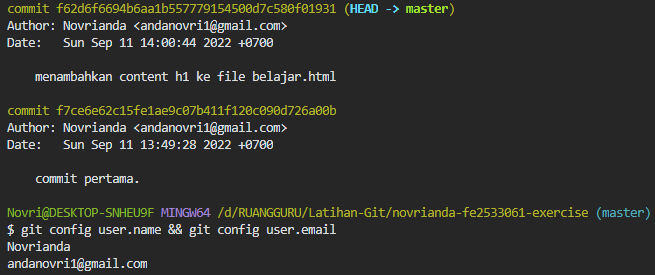 commit f62d6f6694b6aa1b557779154500d7c580f01931 (HEAD -> master)
Author: Novrianda <andanovri1@gmail.com>
Date:   Sun Sep 11 14:00:44 2022 +0700
menambahkan content h1 ke file belajar.html
commit f7ce6e62c15fe1ae9c07b411f120c090d726a00b
Author: Novrianda <andanovri1@gmail.com>
Date:   Sun Sep 11 13:49:28 2022 +0700
commit pertama.
Novri@DESKTOP-SNHEU9F MINGW64 /d/RUANGGURU/Latihan-Git/novrianda-fe2533061-exercise (master)
$ git config user.name && git config user.email
Novrianda
andanovri1@gmail.com